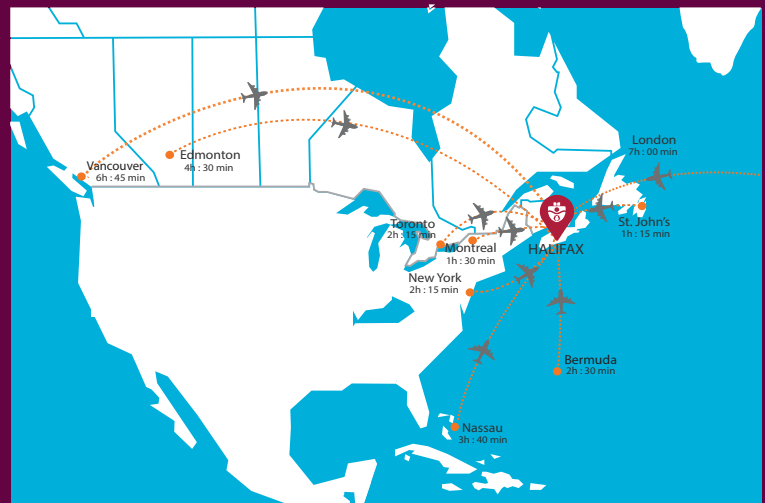 London
7h : 00 min
Edmonton
4h : 30 min
Vancouver
6h : 45 min
St. John's
1h : 15 min
Toronto
2h : 15 min
Montreal
1h : 30 min
HALIFAX
New York
2h : 15 min
Bermuda
2h : 30 min
Nassau
3h : 40 min